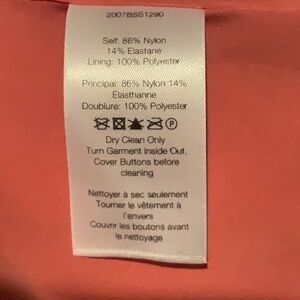 2007BSS1290
Self: 86% Nylon
14% Elastane
Lining: 100% Polyester
Principal: 86% Nylon 14%
Elasthanne
Doublure: 100% Polyester
P
Dry Clean Only
Turn Garment Inside Out,
Cover Buttons before
cleaning
Nettoyer à sec seulement
Tourner le vêtement à
l'envers
Couvrir les boutons avant
le nettoyage